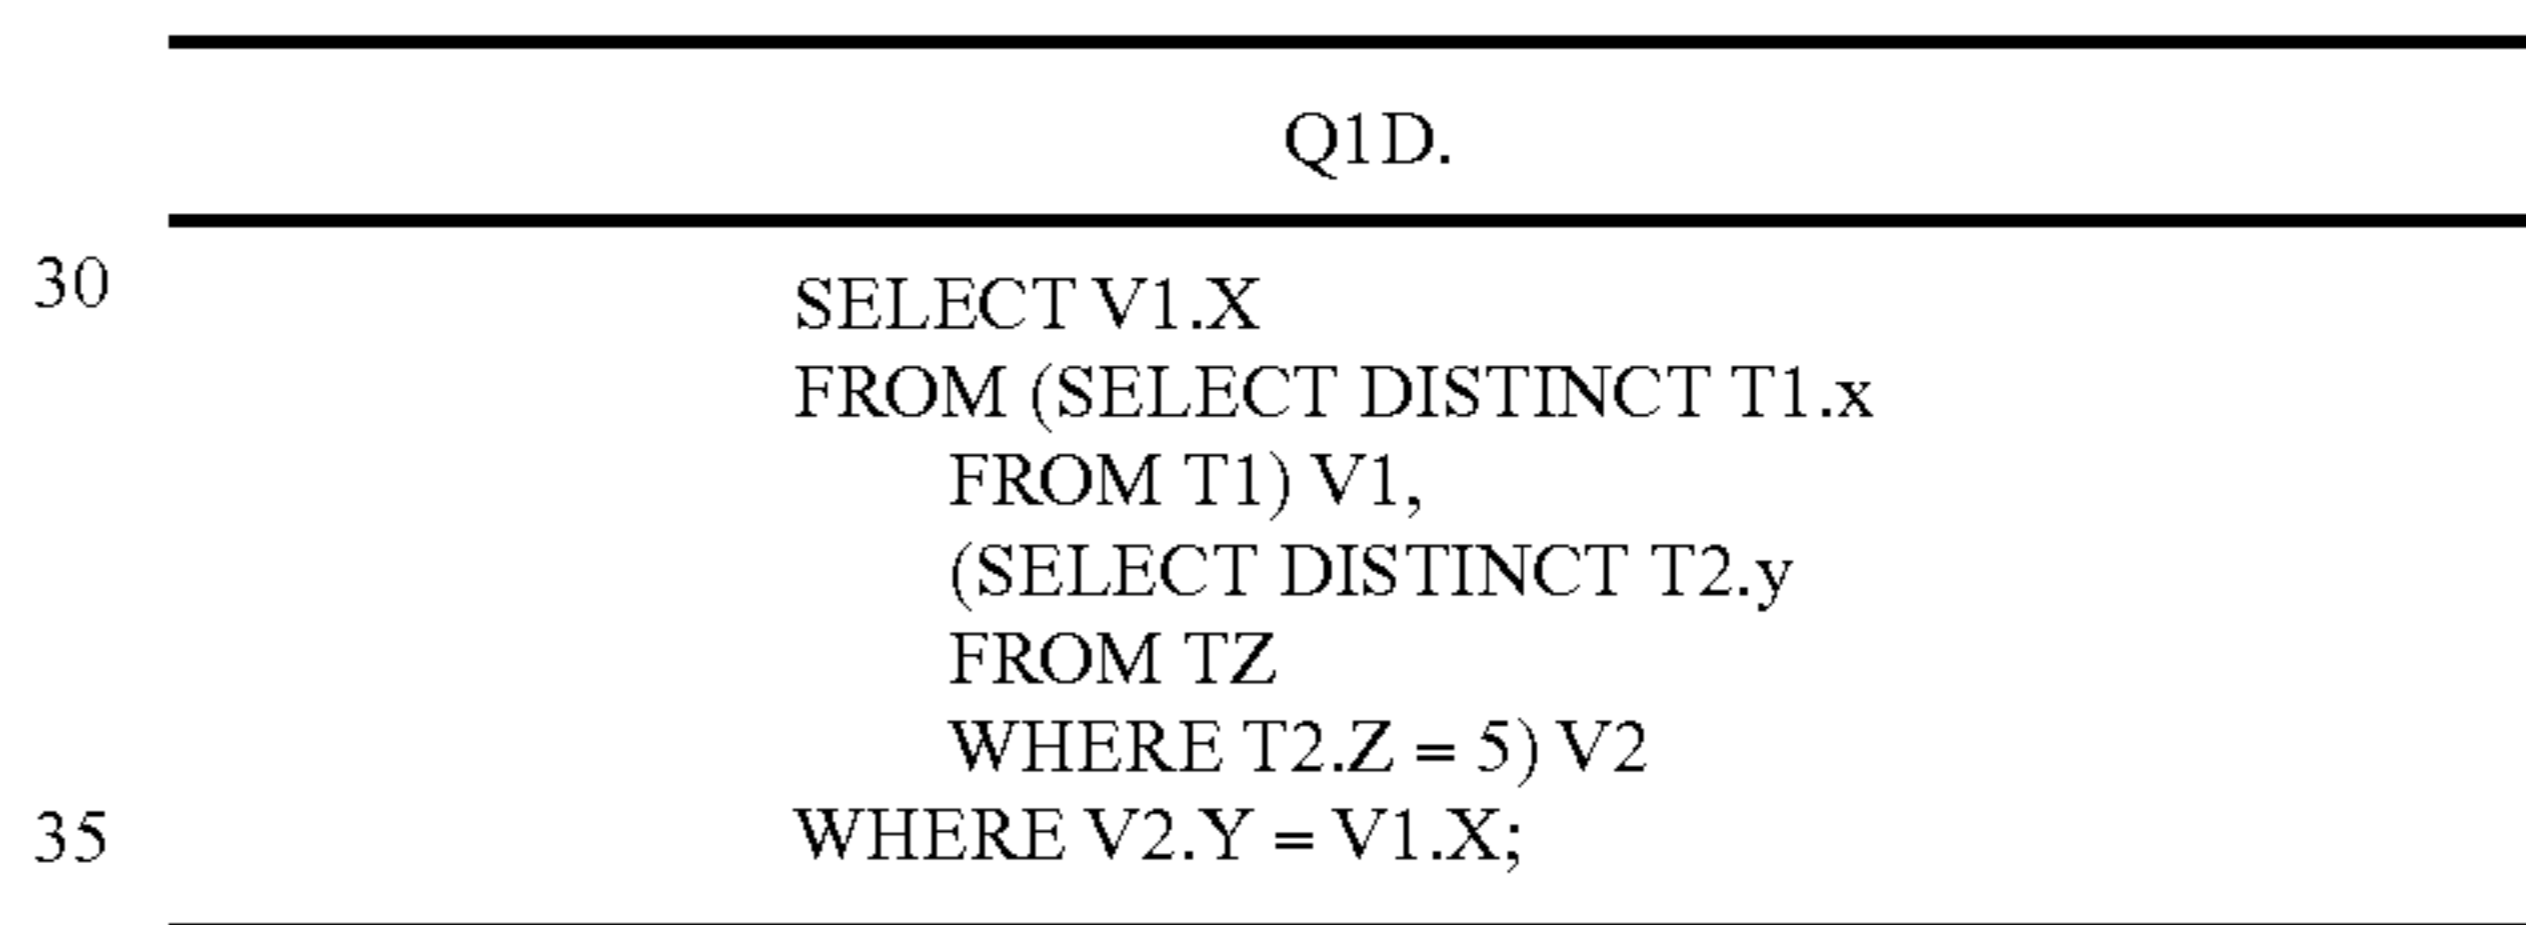 Q1D.
30
SELECT V1.X
FROM (SELECT DISTINCT T1.x
FROM T1) V1,
(SELECT DISTINCT T2.y
FROM TZ
WHERE T2.Z = 5) V2
35
WHERE V2.Y = V1.X;